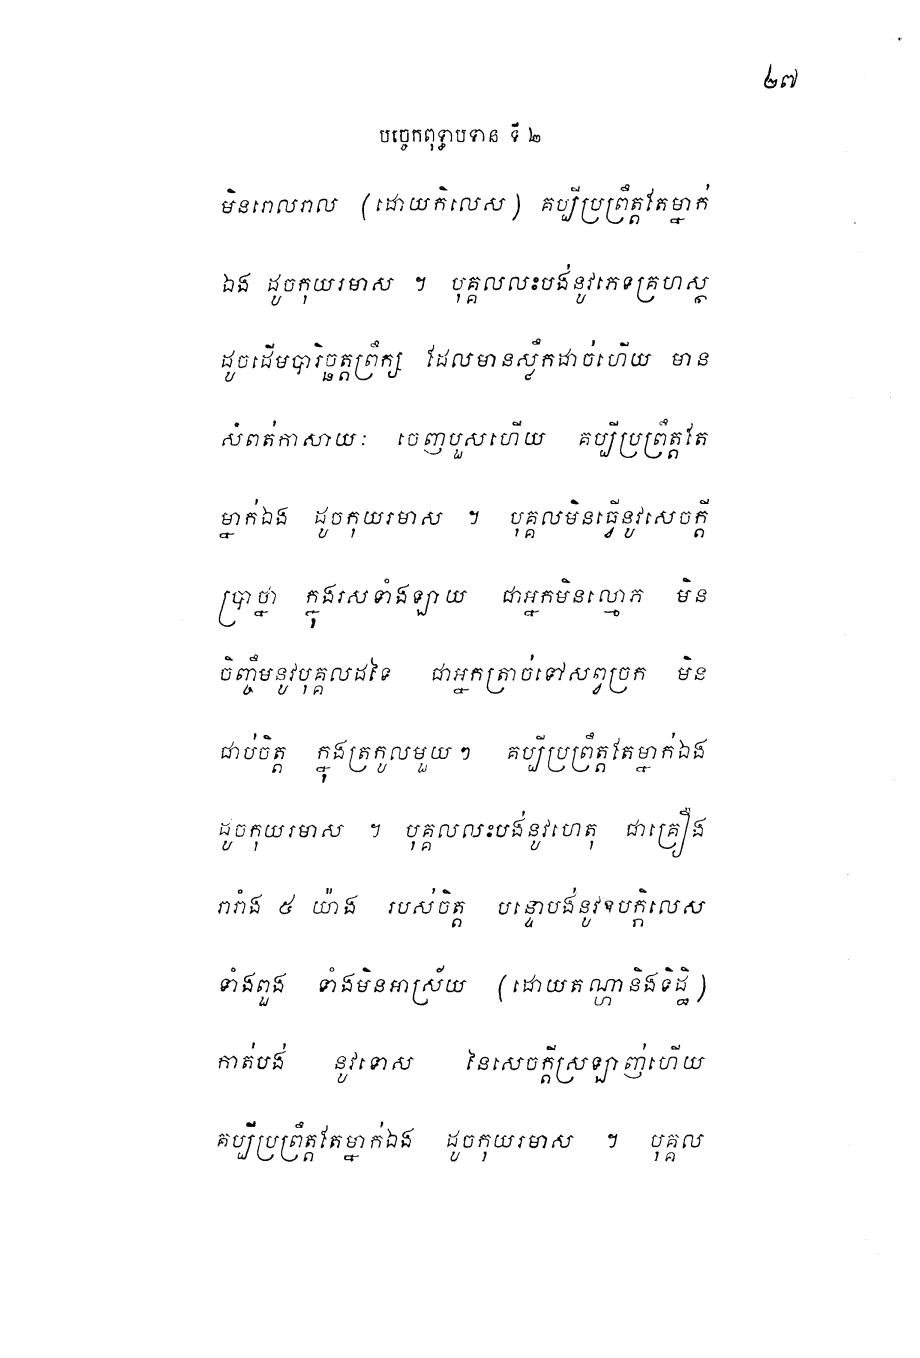 ២៧
បច្ចេកពុទ្ធាបទាន ទី ២
មិនពេលពល (ដោយកិលេស) គប្បីប្រព្រឹត្តតែម្នាក់
ឯង ដូចកុយរមាស ។ បុគ្គលលះបង់នូវភេទគ្រហស្ថ
ដូចដើមបារិច្ឆត្តព្រឹក្ស ដែលមានស្លឹកដាច់ហើយ មាន
សំពត់កាសាយៈ ចេញបួសហើយ គប្បីប្រព្រឹត្តតែ
ម្នាក់ឯង ដូចកុយរមាស ។ បុគ្គលមិនធ្វើនូវសេចក្តី
ប្រាថ្នា ក្នុងរសទាំងឡាយ ជាអ្នកមិនល្មោភ មិន
ចិញ្ចឹមនូវបុគ្គលដទៃ ជាអ្នកត្រាច់ទៅសព្វច្រក មិន
ជាប់ចិត្ត ក្នុងត្រកូលមួយៗ គប្បីប្រព្រឹត្តតែម្នាក់ឯង
ដូចកុយរមាស ។ បុគ្គលលះបង់នូវហេតុ ជាគ្រឿង
រារាំង ៥ យ៉ាង របស់ចិត្ត បន្ទោបង់នូវឧបក្កិលេស
ទាំងពួង ទាំងមិនអាស្រ័យ (ដោយតណ្ហានិងទិដ្ឋិ)
កាត់បង់ នូវទោស នៃសេចក្តីស្រឡាញ់ហើយ
គប្បីប្រព្រឹត្តតែម្នាក់ឯង ដូចកុយរមាស ។ បុគ្គល